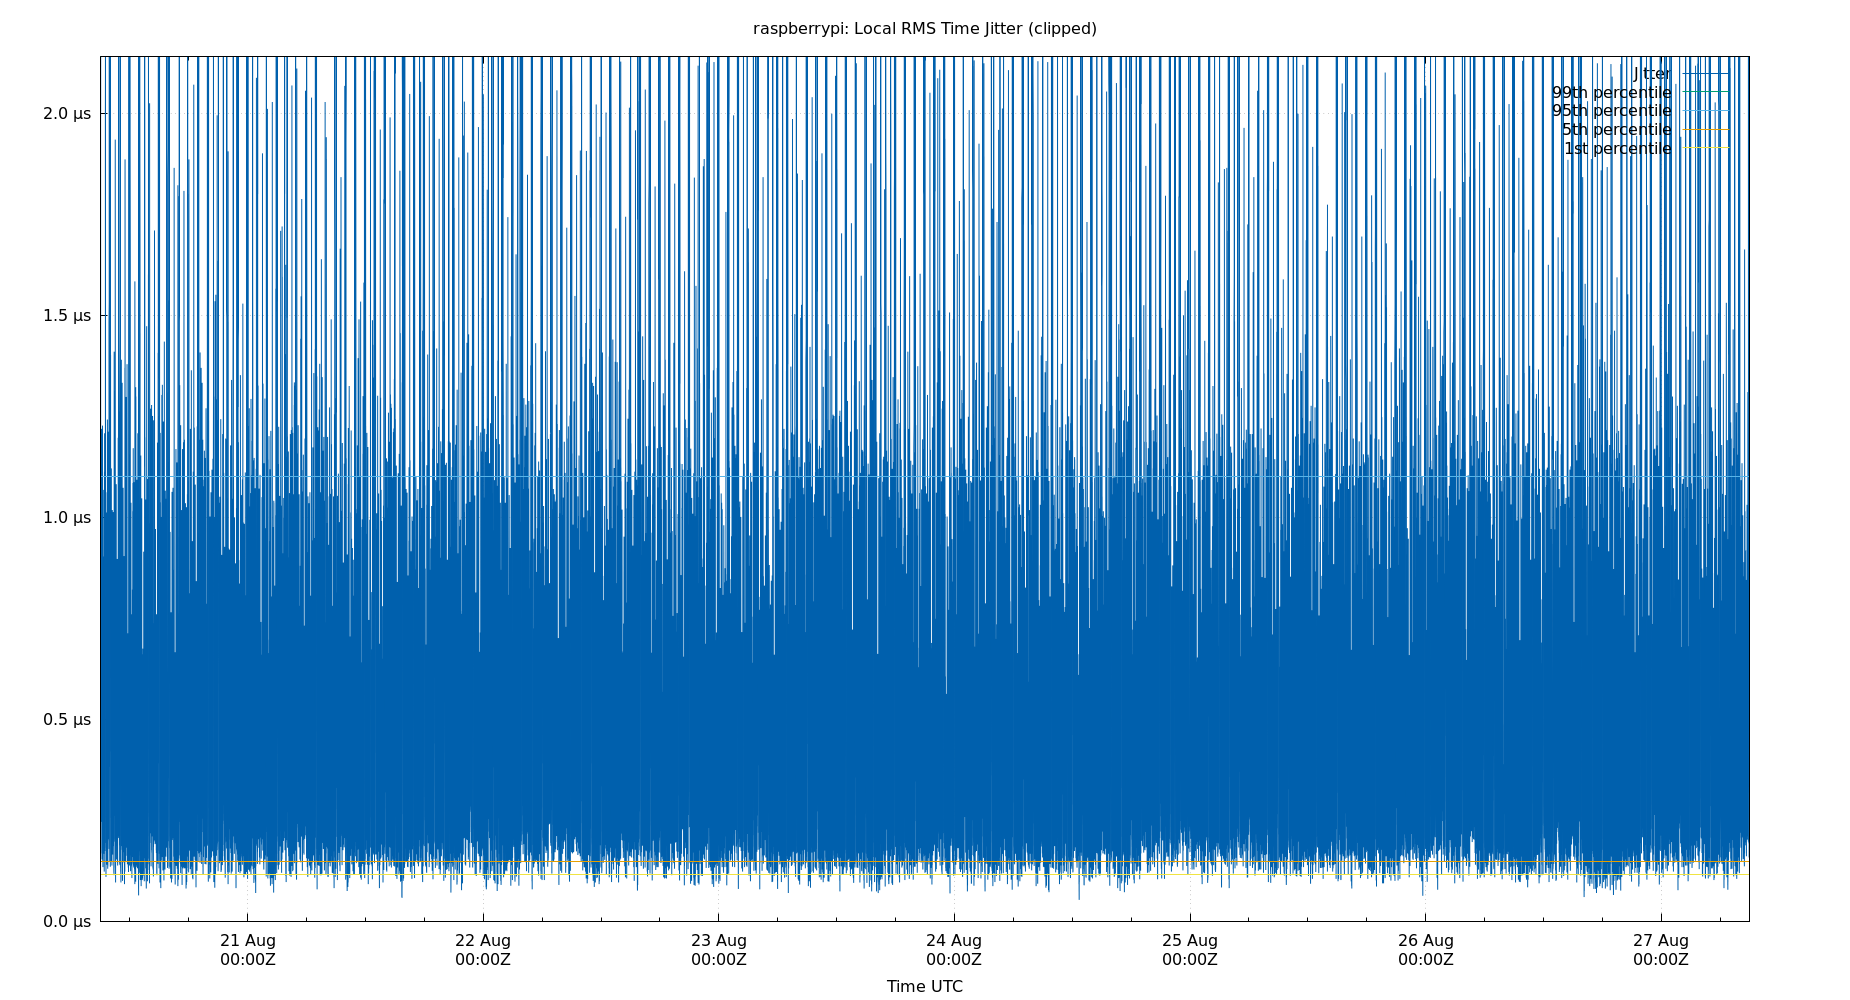 raspberrypi: Local RMS Time Jitter (clipped)
Jitter
99th percentile
95th percentile
5th percentile
1st percentile
2.0 µs
1.5 µs
1.0 µs
0.5 µs
0.0 µs
21 Aug
00:00Z
22 Aug
00:00Z
23 Aug
00:00Z
24 Aug
00:00Z
25 Aug
00:00Z
26 Aug
00:00Z
27 Aug
00:00Z
Time UTC